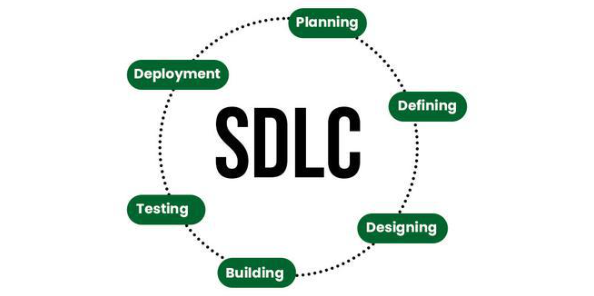 Planning
Defining
Designing
Building
Testing
Deployment
SDLC